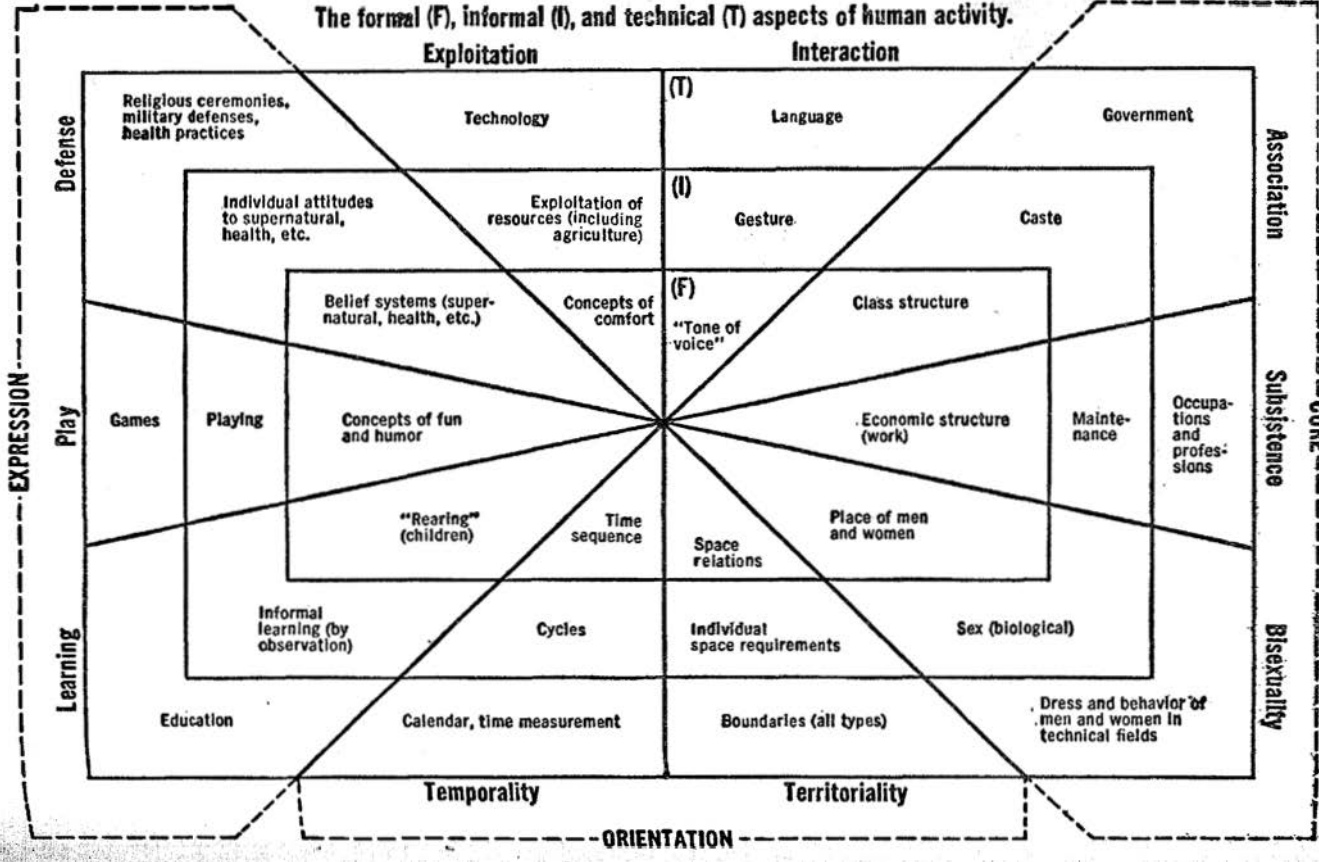 The formal (F), informal (I), and technical (T) aspects of human activity.
Exploitation
Interaction
Defense
Religious ceremonies,
military defenses,
health practices
Technology
(T)
Language
Government
Association
Individual attitudes
to supernatural,
health, etc.
Exploitation of
resources (including
agriculture)
(I)
Gesture
Caste
Belief systems (super-
natural, health, etc.)
Concepts of
comfort
(F)
"Tone of
voice"
Class structure
EXPRESSION
Play
Games
Playing
Concepts of fun
and humor
Economic structure
(work)
Mainte-
nance
Occupa-
tions
and
profes-
sions
Subsistence
"Rearing"
(children)
Time
sequence
Space
relations
Place of men
and women
Learning
Informal
learning (by
observation)
Cycles
Individual
space requirements
Sex (biological)
Bisexuality
Education
Calendar, time measurement
Boundaries (all types)
Dress and behavior of
men and women in
technical fields
Temporality
Territoriality
ORIENTATION